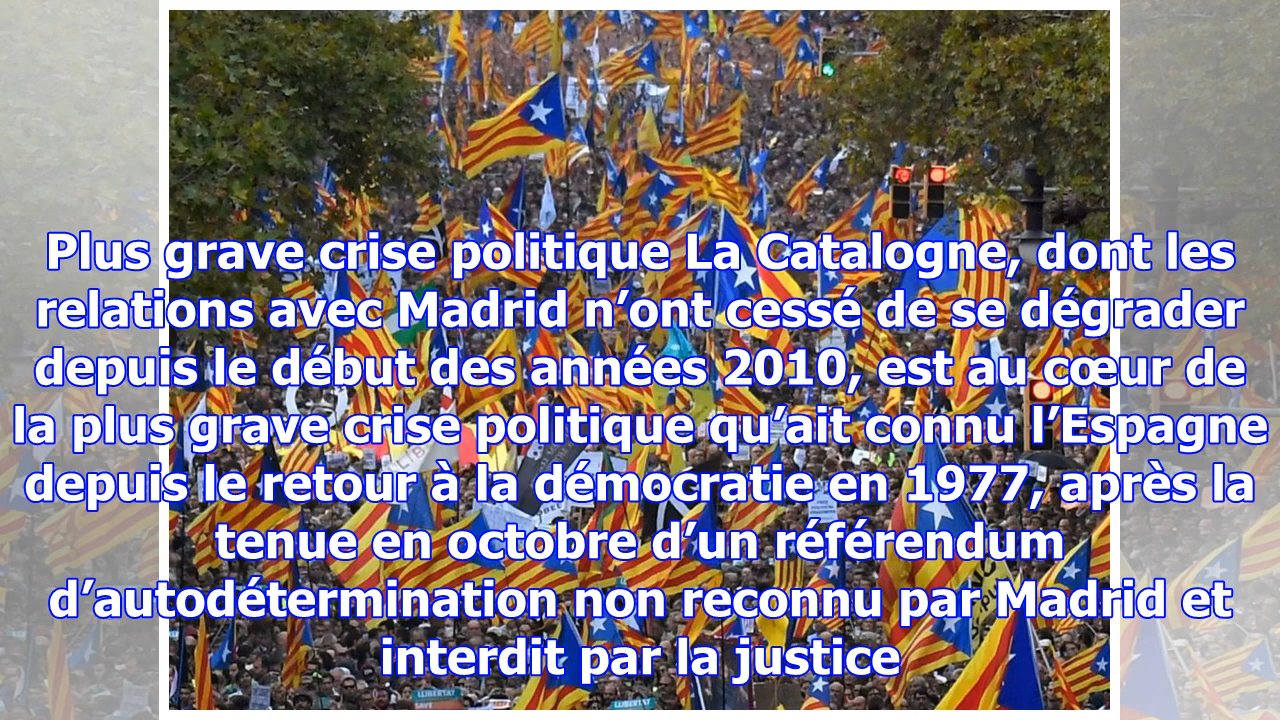 Plus grave crise politique La Catalogne, dont les
relations avec Madrid n’ont cessé de se dégrader
depuis le début des années 2010, est au cœur de
la plus grave crise politique qu’ait connu l’Espagne
depuis le retour à la démocratie en 1977, après la
tenue en octobre d’un référendum
d’autodétermination non reconnu par Madrid et
interdit par la justice
LLIBERTAT
LLIBERTAT